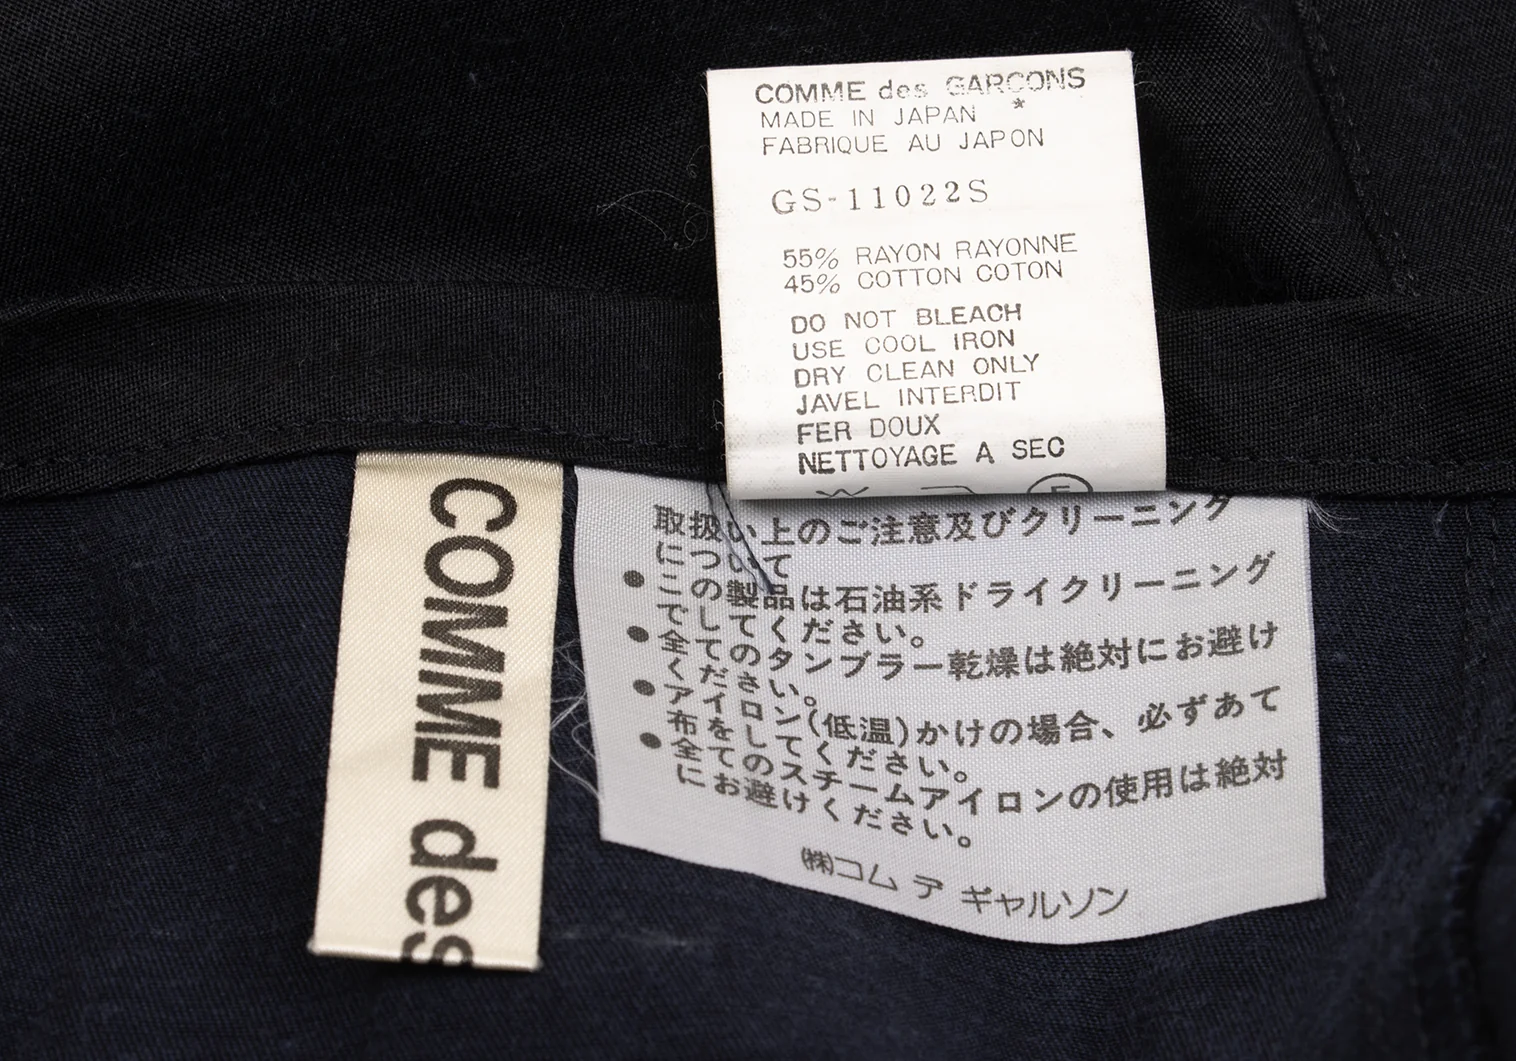 COMME des GARCONS
*
MADE IN JAPAN
FABRIQUE AU JAPON
GS-11022S
55% RAYON RAYONNE
45% COTTON COTON
DO NOT BLEACH
USE COOL IRON
DRY CLEAN ONLY
JAVEL INTERDIT
FER DOUX
NETTOYAGE A SEC
COMME des
取扱い上のご注意及びクリーニング
について
●この製品は石油系ドライクリーニング
でしてください。
●全てのタンブラー乾燥は絶対にお避け
ください。
●アイロン(低温)かけの場合、必ずあて
布をしてください。
●全てのスチームアイロンの使用は絶対
にお避けください。
㈱コム デ ギャルソン